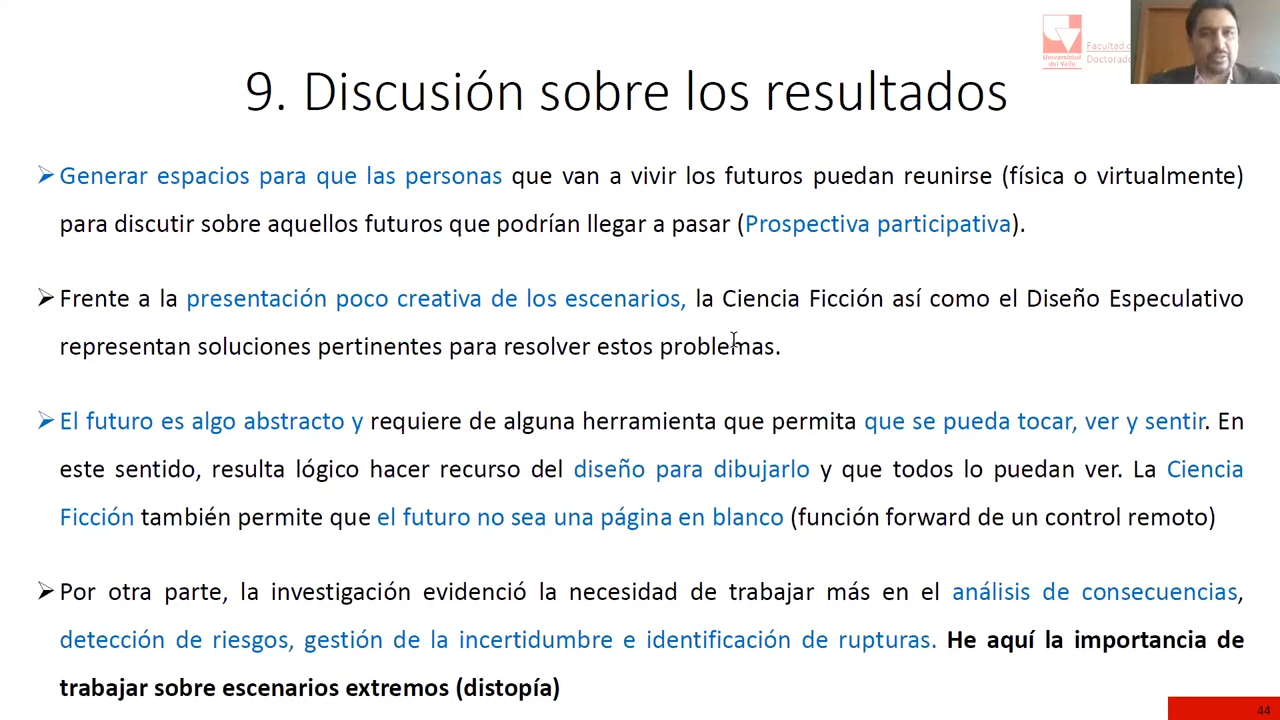 Facultad d
Doctorado
Universidad
del Valle
9. Discusión sobre los resultados
➢ Generar espacios para que las personas que van a vivir los futuros puedan reunirse (física o virtualmente)
para discutir sobre aquellos futuros que podrían llegar a pasar (Prospectiva participativa).
➢ Frente a la presentación poco creativa de los escenarios, la Ciencia Ficción así como el Diseño Especulativo
representan soluciones pertinentes para resolver estos problemas.
➢ El futuro es algo abstracto y requiere de alguna herramienta que permita que se pueda tocar, ver y sentir. En
este sentido, resulta lógico hacer recurso del diseño para dibujarlo y que todos lo puedan ver. La Ciencia
Ficción también permite que el futuro no sea una página en blanco (función forward de un control remoto)
➢ Por otra parte, la investigación evidenció la necesidad de trabajar más en el análisis de consecuencias,
detección de riesgos, gestión de la incertidumbre e identificación de rupturas. He aquí la importancia de
trabajar sobre escenarios extremos (distopía)
44